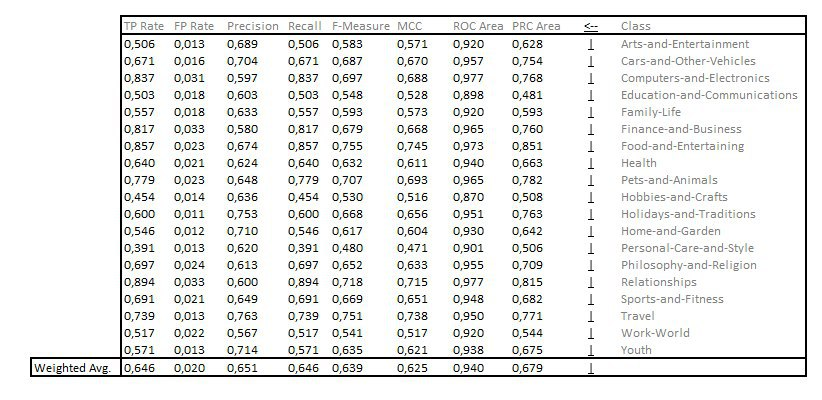 TP Rate FP Rate Precision Recall F-Measure MCC ROC Area PRC Area <-- Class
0,506 0,013 0,689 0,506 0,583 0,571 0,920 0,628 | Arts-and-Entertainment
0,671 0,016 0,704 0,671 0,687 0,670 0,957 0,754 | Cars-and-Other-Vehicles
0,837 0,031 0,597 0,837 0,697 0,688 0,977 0,768 | Computers-and-Electronics
0,503 0,018 0,603 0,503 0,548 0,528 0,898 0,481 | Education-and-Communications
0,557 0,018 0,633 0,557 0,593 0,573 0,920 0,593 | Family-Life
0,817 0,033 0,580 0,817 0,679 0,668 0,965 0,760 | Finance-and-Business
0,857 0,023 0,674 0,857 0,755 0,745 0,973 0,851 | Food-and-Entertaining
0,640 0,021 0,624 0,640 0,632 0,611 0,940 0,663 | Health
0,779 0,023 0,648 0,779 0,707 0,693 0,965 0,782 | Pets-and-Animals
0,454 0,014 0,636 0,454 0,530 0,516 0,870 0,508 | Hobbies-and-Crafts
0,600 0,011 0,753 0,600 0,668 0,656 0,951 0,763 | Holidays-and-Traditions
0,546 0,012 0,710 0,546 0,617 0,604 0,930 0,642 | Home-and-Garden
0,391 0,013 0,620 0,391 0,480 0,471 0,901 0,506 | Personal-Care-and-Style
0,697 0,024 0,613 0,697 0,652 0,633 0,955 0,709 | Philosophy-and-Religion
0,894 0,033 0,600 0,894 0,718 0,715 0,977 0,815 | Relationships
0,691 0,021 0,649 0,691 0,669 0,651 0,948 0,682 | Sports-and-Fitness
0,739 0,013 0,763 0,739 0,751 0,738 0,950 0,771 | Travel
0,517 0,022 0,567 0,517 0,541 0,517 0,920 0,544 | Work-World
0,571 0,013 0,714 0,571 0,635 0,621 0,938 0,675 | Youth
Weighted Avg. 0,646 0,020 0,651 0,646 0,639 0,625 0,940 0,679 |